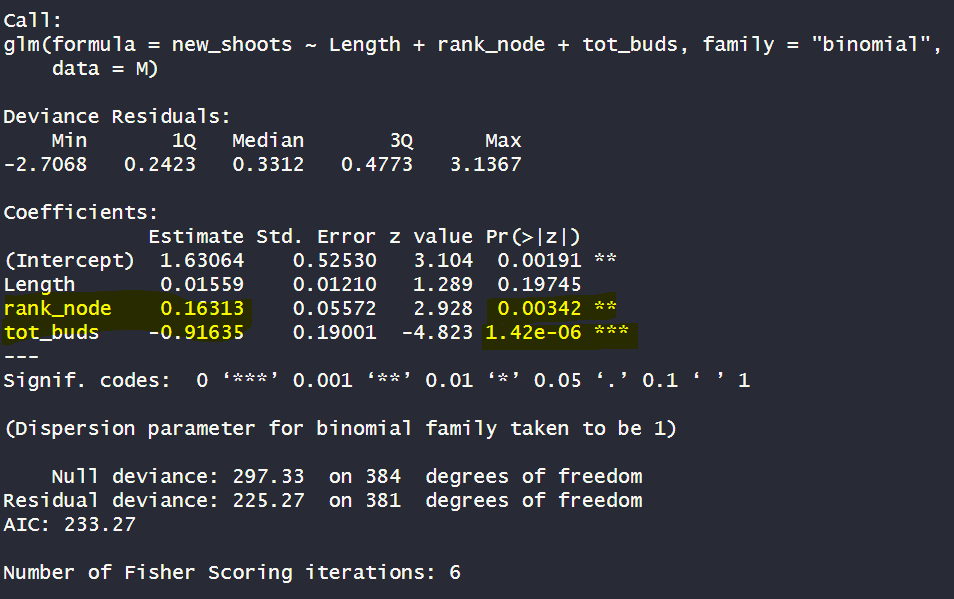 Call:
glm(formula = new_shoots ~ Length + rank_node + tot_buds, family = "binomial",
    data = M)
Deviance Residuals:
    Min       1Q   Median       3Q      Max
-2.7068   0.2423   0.3312   0.4773   3.1367
Coefficients:
            Estimate Std. Error z value Pr(>|z|)
(Intercept)  1.63064    0.52530   3.104  0.00191 **
Length       0.01559    0.01210   1.289  0.19745
rank_node    0.16313    0.05572   2.928  0.00342 **
tot_buds    -0.91635    0.19001  -4.823 1.42e-06 ***
---
Signif. codes:  0 ‘***’ 0.001 ‘**’ 0.01 ‘*’ 0.05 ‘.’ 0.1 ‘ ’ 1
(Dispersion parameter for binomial family taken to be 1)
    Null deviance: 297.33  on 384  degrees of freedom
Residual deviance: 225.27  on 381  degrees of freedom
AIC: 233.27
Number of Fisher Scoring iterations: 6